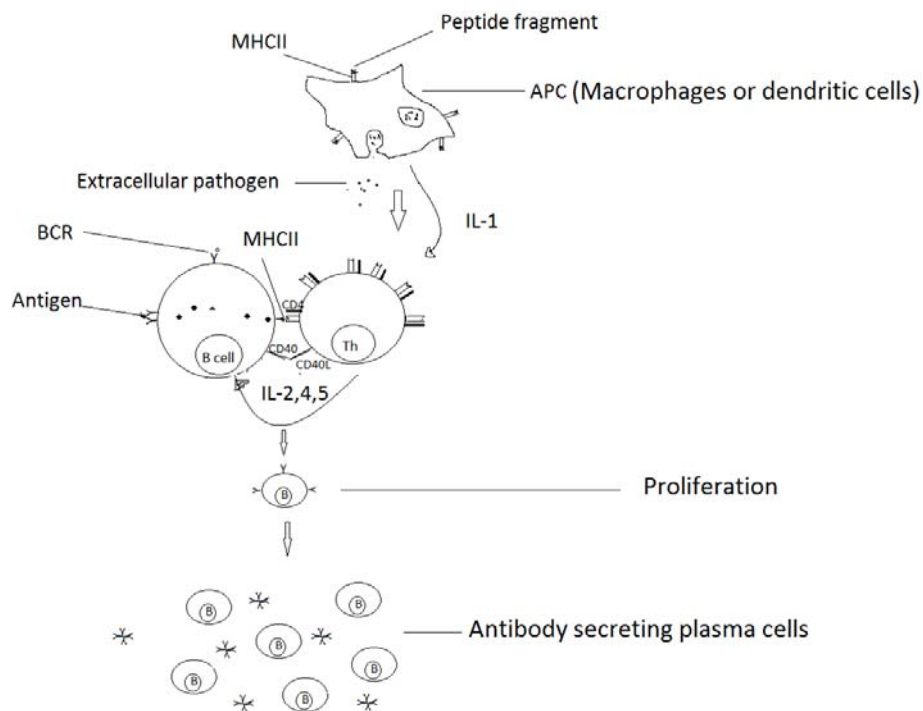 Peptide fragment
MHCII
APC (Macrophages or dendritic cells)
Extracellular pathogen
IL-1
BCR
MHCII
Antigen
CD4
B cell
Th
CD40
CD40L
IL-2,4,5
B
Proliferation
B
B
B
Antibody secreting plasma cells
B
B
B